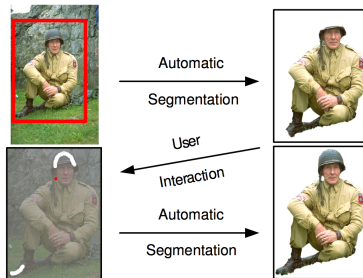 Automatic
Segmentation
User
Interaction
Automatic
Segmentation